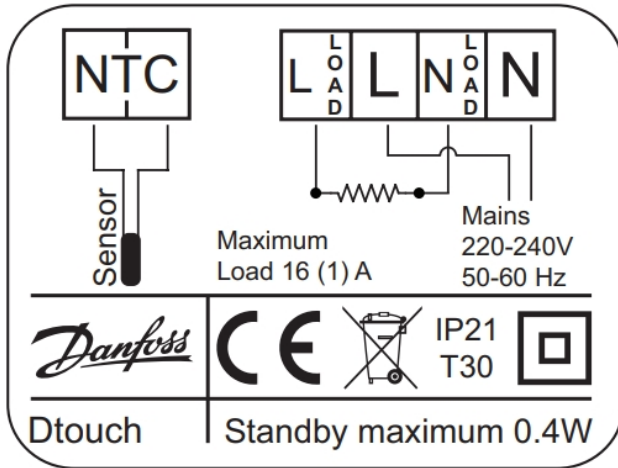 NTC
L LOAD L N LOAD N
Sensor
Maximum
Load 16 (1) A
Mains
220-240V
50-60 Hz
Danfoss
CE
IP21
T30
Dtouch
Standby maximum 0.4W